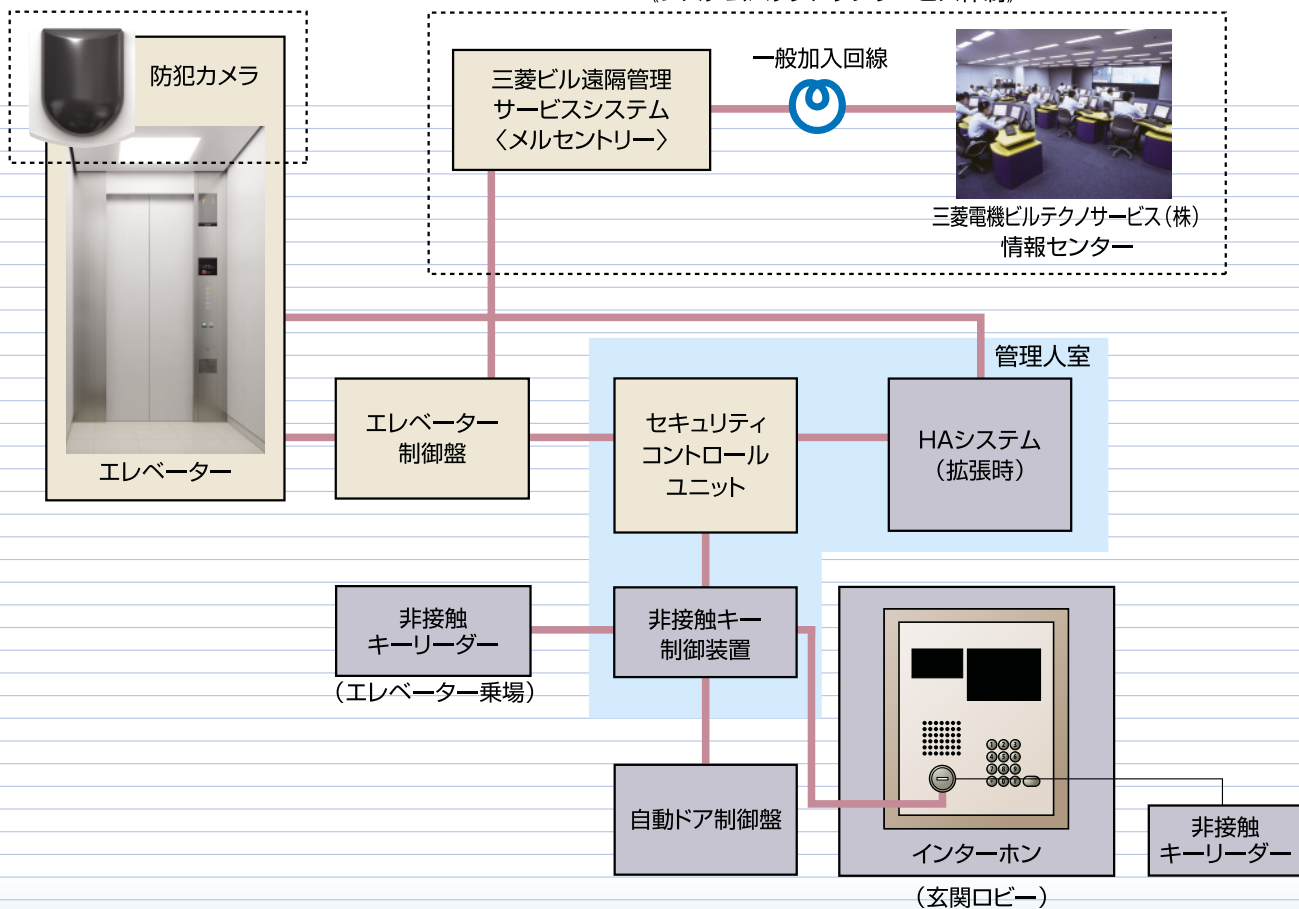 防犯カメラ
エレベーター
三菱ビル遠隔管理
サービスシステム
〈メルセントリー〉
一般加入回線
三菱電機ビルテクノサービス(株)
情報センター
管理人室
エレベーター
制御盤
セキュリティ
コントロール
ユニット
HAシステム
(拡張時)
非接触
キーリーダー
(エレベーター乗場)
非接触キー
制御装置
自動ドア制御盤
インターホン
(玄関ロビー)
非接触
キーリーダー